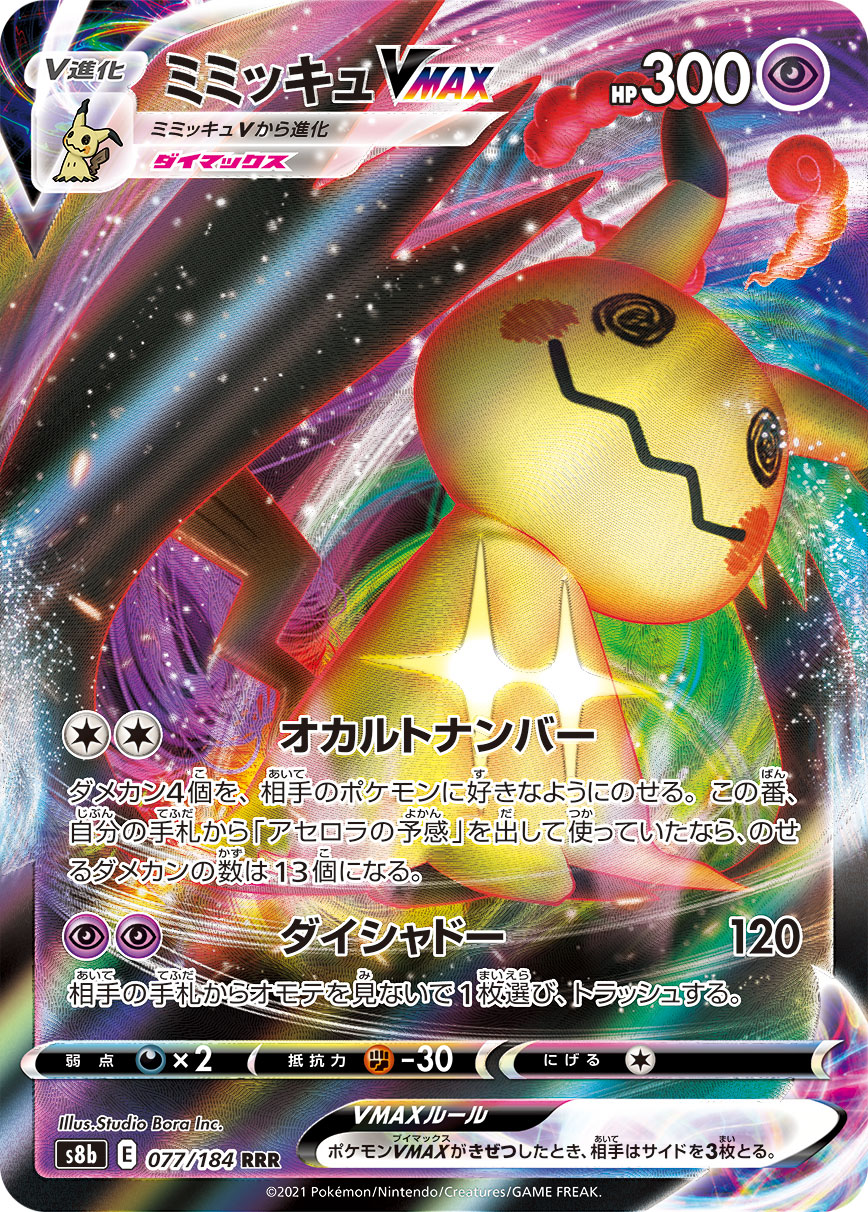 V進化
ミミッキュVMAX
HP300
ミミッキュVから進化
ダイマックス
オカルトナンバー
ダメカン4個を、相手のポケモンに好きなようにのせる。この番、
自分の手札から「アセロラの予感」を出して使っていたなら、のせ
るダメカンの数は13個になる。
ダイシャドー 120
相手の手札からオモテを見ないで1枚選び、トラッシュする。
弱点 ×2 抵抗力 -30 にげる
Illus.Studio Bora Inc.
VMAXルール
ポケモンVMAXがきぜつしたとき、相手はサイドを3枚とる。
s8b E 077/184 RRR
©2021 Pokémon/Nintendo/Creatures/GAME FREAK.